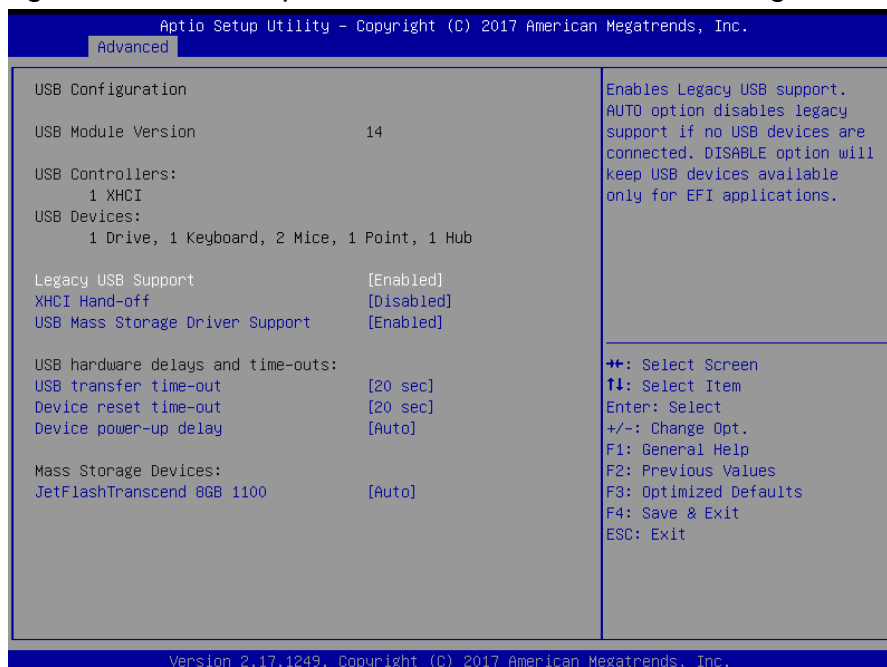 Aptio Setup Utility – Copyright (C) 2017 American Megatrends, Inc.
Advanced
USB Configuration
USB Module Version 14
USB Controllers:
1 XHCI
USB Devices:
1 Drive, 1 Keyboard, 2 Mice, 1 Point, 1 Hub
Legacy USB Support [Enabled]
XHCI Hand-off [Disabled]
USB Mass Storage Driver Support [Enabled]
USB hardware delays and time-outs:
USB transfer time-out [20 sec]
Device reset time-out [20 sec]
Device power-up delay [Auto]
Mass Storage Devices:
JetFlashTranscend 8GB 1100 [Auto]
Enables Legacy USB support.
AUTO option disables legacy
support if no USB devices are
connected. DISABLE option will
keep USB devices available
only for EFI applications.
→←: Select Screen
↑↓: Select Item
Enter: Select
+/-: Change Opt.
F1: General Help
F2: Previous Values
F3: Optimized Defaults
F4: Save & Exit
ESC: Exit
Version 2.17.1249. Copyright (C) 2017 American Megatrends, Inc.